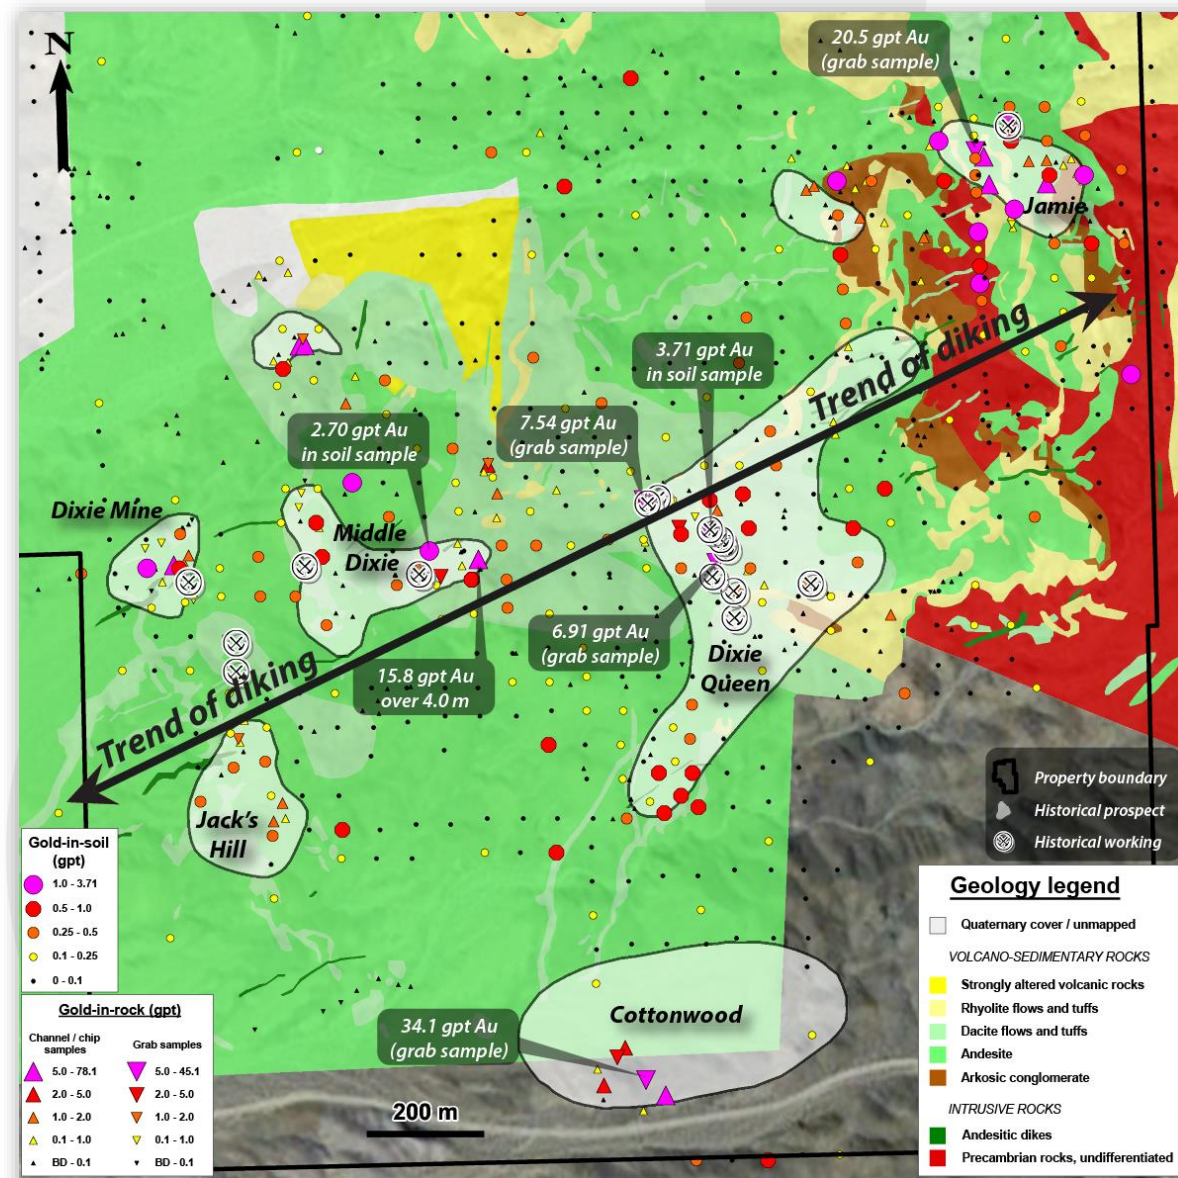 N
20.5 gpt Au
(grab sample)
Jamie
3.71 gpt Au
in soil sample
Trend of diking
7.54 gpt Au
(grab sample)
2.70 gpt Au
in soil sample
Dixie Mine
Middle
Dixie
6.91 gpt Au
(grab sample)
Dixie
Queen
15.8 gpt Au
over 4.0 m
Trend of diking
Jack's
Hill
Property boundary
Historical prospect
Historical working
Gold-in-soil
(gpt)
1.0 - 3.71
0.5 - 1.0
0.25 - 0.5
0.1 - 0.25
0 - 0.1
Cottonwood
34.1 gpt Au
(grab sample)
200 m
Gold-in-rock (gpt)
Channel / chip
samples
Grab samples
5.0 - 78.1
5.0 - 45.1
2.0 - 5.0
2.0 - 5.0
1.0 - 2.0
1.0 - 2.0
0.1 - 1.0
0.1 - 1.0
BD - 0.1
BD - 0.1
Geology legend
Quaternary cover / unmapped
VOLCANO-SEDIMENTARY ROCKS
Strongly altered volcanic rocks
Rhyolite flows and tuffs
Dacite flows and tuffs
Andesite
Arkosic conglomerate
INTRUSIVE ROCKS
Andesitic dikes
Precambrian rocks, undifferentiated